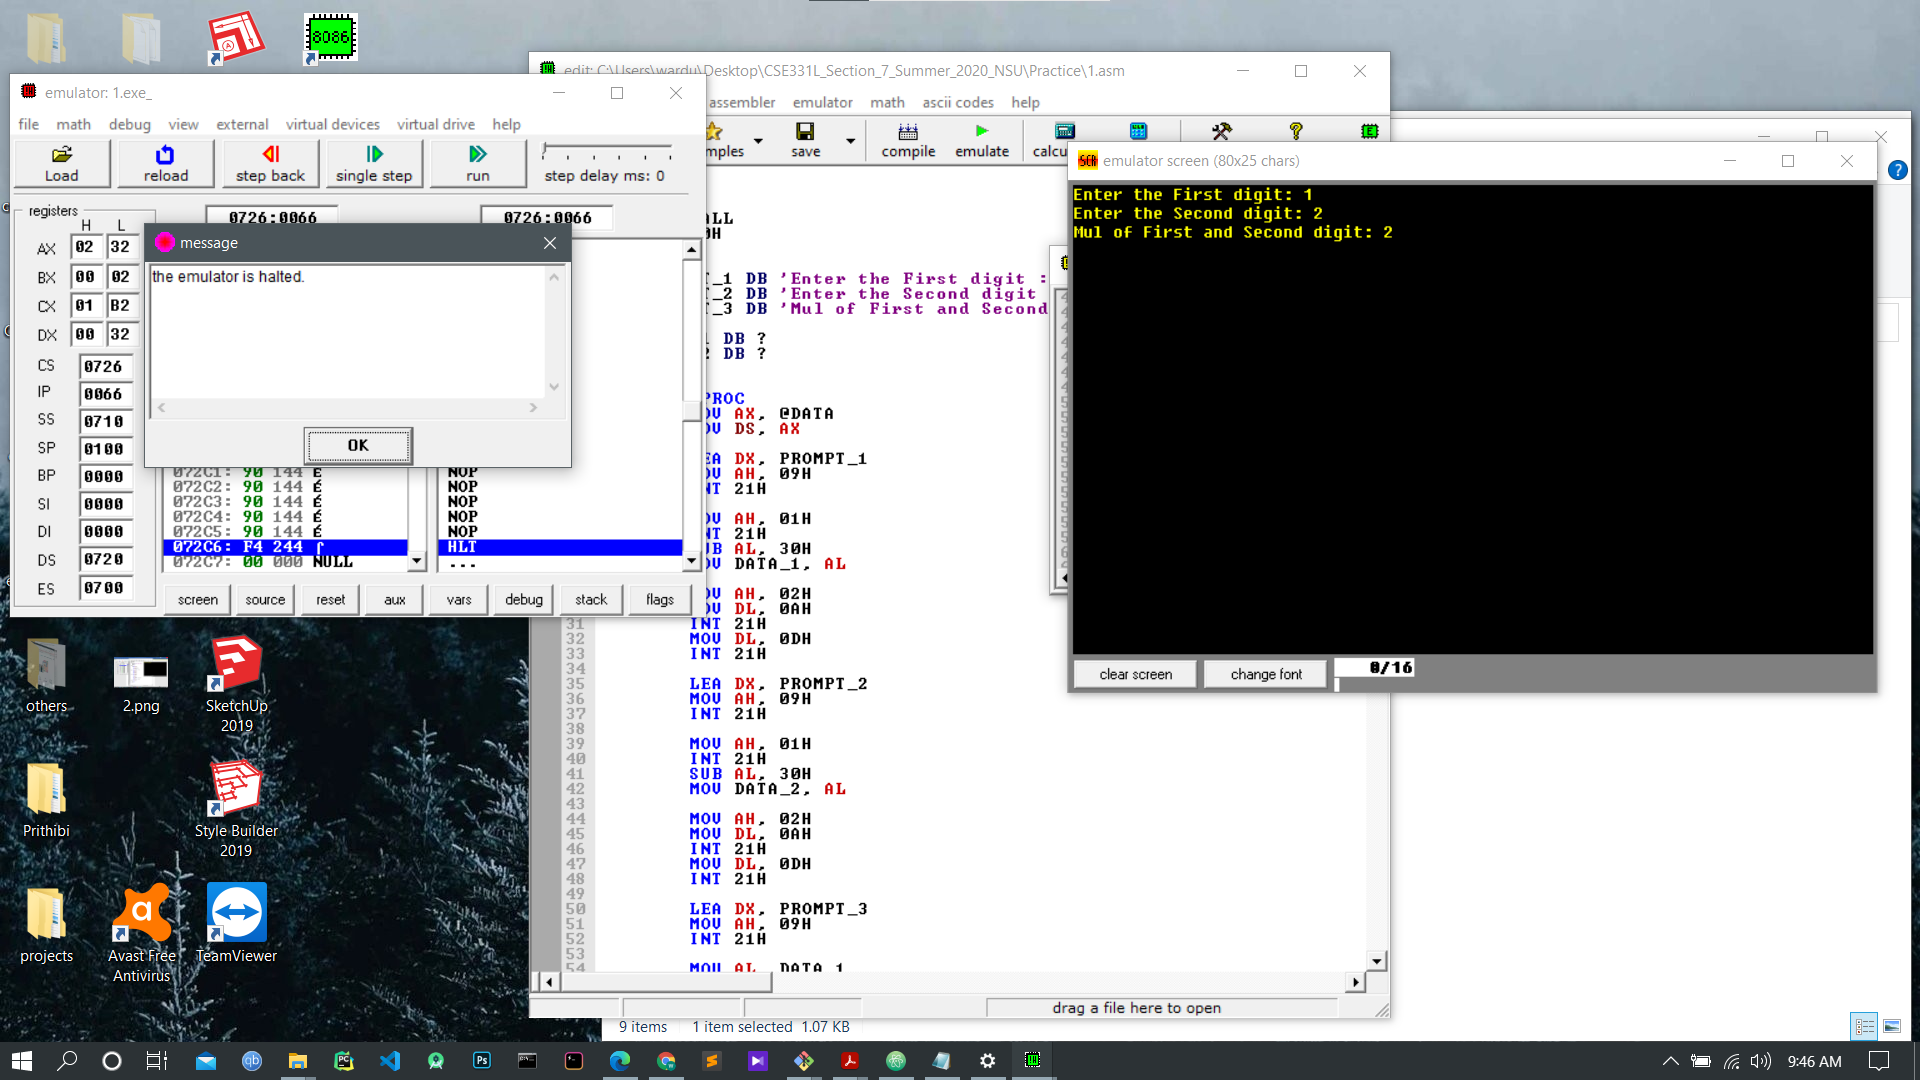 8086
edit: C:\Users\wardu\Desktop\CSE331L_Section_7_Summer_2020_NSU\Practice\1.asm
assembler emulator math ascii codes help
mples save compile emulate calcu
emulator: 1.exe_
file math debug view external virtual devices virtual drive help
Load reload step back single step run step delay ms: 0
registers 0726:0066 0726:0066
H L
AX 02 32
BX 00 02
CX 01 B2
DX 00 32
CS 0726
IP 0066
SS 0710
SP 0100
BP 0000
SI 0000
DI 0000
DS 0720
ES 0700
message
the emulator is halted.
OK
072C1: 90 144 É NOP
072C2: 90 144 É NOP
072C3: 90 144 É NOP
072C4: 90 144 É NOP
072C5: 90 144 É NOP
072C6: F4 244 ⌠ HLT
072C7: 00 000 NULL ...
screen source reset aux vars debug stack flags
LL
0H
T_1 DB 'Enter the First digit :
T_2 DB 'Enter the Second digit
T_3 DB 'Mul of First and Second
DB ?
2 DB ?
PROC
OV AX, @DATA
OV DS, AX
EA DX, PROMPT_1
OV AH, 09H
NT 21H
OV AH, 01H
NT 21H
UB AL, 30H
OV DATA_1, AL
OV AH, 02H
OV DL, 0AH
31 INT 21H
32 MOV DL, 0DH
33 INT 21H
34
35 LEA DX, PROMPT_2
36 MOV AH, 09H
37 INT 21H
38
39 MOV AH, 01H
40 INT 21H
41 SUB AL, 30H
42 MOV DATA_2, AL
43
44 MOV AH, 02H
45 MOV DL, 0AH
46 INT 21H
47 MOV DL, 0DH
48 INT 21H
49
50 LEA DX, PROMPT_3
51 MOV AH, 09H
52 INT 21H
53
54 MOV AL, DATA_1
drag a file here to open
9 items 1 item selected 1.07 KB
emulator screen (80x25 chars)
Enter the First digit: 1
Enter the Second digit: 2
Mul of First and Second digit: 2
clear screen change font 0/16
others
2.png
SketchUp
2019
Prithibi
Style Builder
2019
projects
Avast Free
Antivirus
TeamViewer
9:46 AM